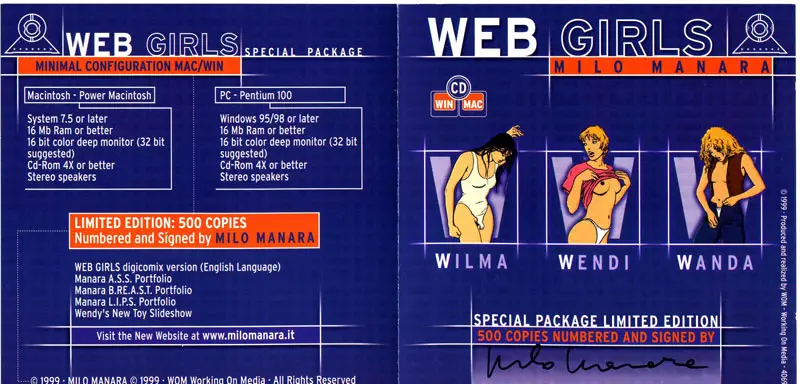 WEB GIRLS SPECIAL PACKAGE
MINIMAL CONFIGURATION MAC/WIN
Macintosh - Power Macintosh
System 7.5 or later
16 Mb Ram or better
16 bit color deep monitor (32 bit
suggested)
Cd-Rom 4X or better
Stereo speakers
PC - Pentium 100
Windows 95/98 or later
16 Mb Ram or better
16 bit color deep monitor (32 bit
suggested)
Cd-Rom 4X or better
Stereo speakers
LIMITED EDITION: 500 COPIES
Numbered and Signed by MILO MANARA
WEB GIRLS digicomix version (English Language)
Manara A.S.S. Portfolio
Manara B.RE.A.S.T. Portfolio
Manara L.I.P.S. Portfolio
Wendy's New Toy Slideshow
Visit the New Website at www.milomanara.it
© 1999 · MILO MANARA © 1999 · WOM Working On Media · All Rights Reserved
WEB GIRLS
MILO MANARA
CD
WIN MAC
W W W
WILMA WENDI WANDA
SPECIAL PACKAGE LIMITED EDITION
500 COPIES NUMBERED AND SIGNED BY
Milo Manara
© 1999 · Produced and realized by WOM · Working On Media